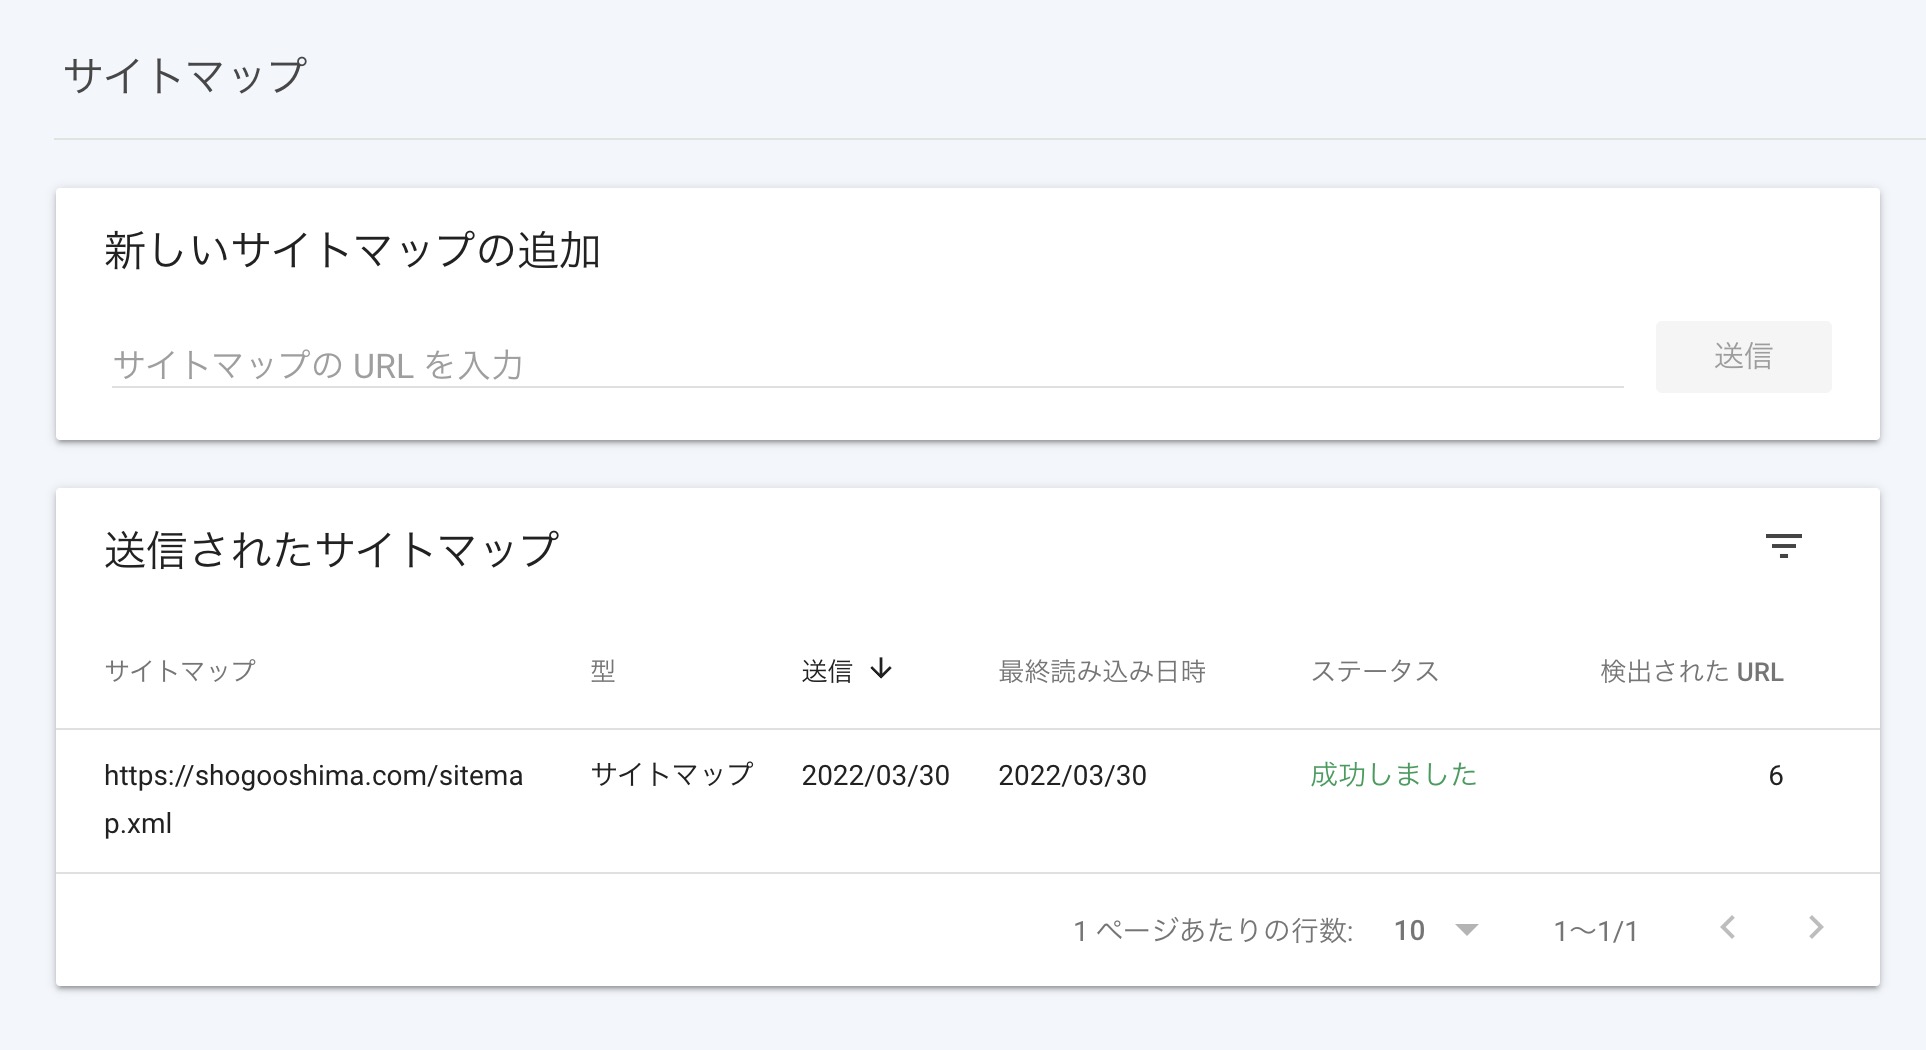 サイトマップ
新しいサイトマップの追加
サイトマップの URL を入力
送信
送信されたサイトマップ
サイトマップ 型 送信 最終読み込み日時 ステータス 検出された URL
https://shogooshima.com/sitema サイトマップ 2022/03/30 2022/03/30 成功しました 6
p.xml
1 ページあたりの行数: 10 1～1/1